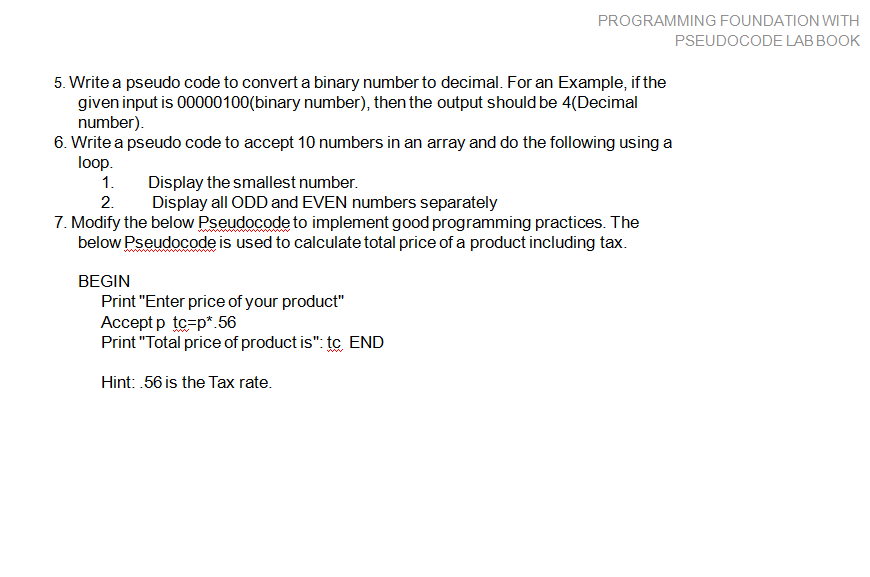 PROGRAMMING FOUNDATION WITH
PSEUDOCODE LAB BOOK
5. Write a pseudo code to convert a binary number to decimal. For an Example, if the
given input is 00000100(binary number), then the output should be 4(Decimal
number).
6. Write a pseudo code to accept 10 numbers in an array and do the following using a
loop.
1. Display the smallest number.
2. Display all ODD and EVEN numbers separately
7. Modify the below Pseudocode to implement good programming practices. The
below Pseudocode is used to calculate total price of a product including tax.
BEGIN
Print "Enter price of your product"
Accept p tc=p*.56
Print "Total price of product is": tc END
Hint: .56 is the Tax rate.